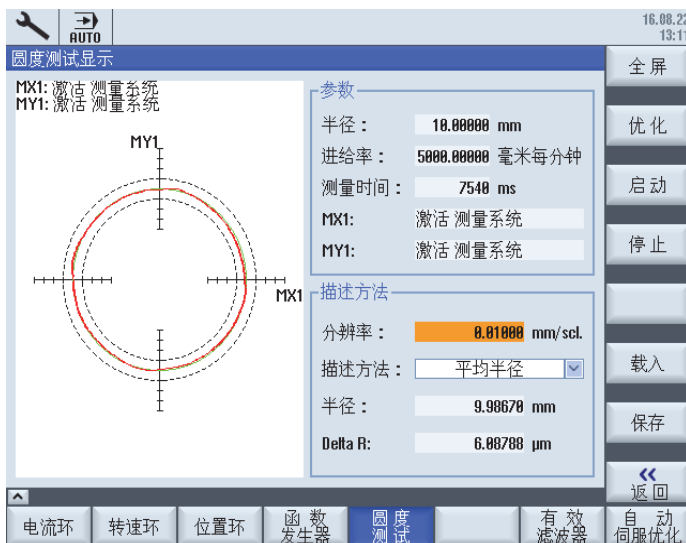 AUTO
16.08.22
13:11
圆度测试显示
MX1: 激活 测量系统
MY1: 激活 测量系统
MY1
MX1
参数
半径：
10.00000 mm
进给率：
5000.00000 毫米每分钟
测量时间：
7540 ms
MX1:
激活 测量系统
MY1:
激活 测量系统
描述方法
分辨率：
0.01000 mm/scl.
描述方法：
平均半径
半径：
9.98670 mm
Delta R:
6.08788 µm
全屏
优化
启动
停止
载入
保存
«
返回
电流环
转速环
位置环
函数
发生器
圆度
测试
有效
滤波器
自动
伺服优化